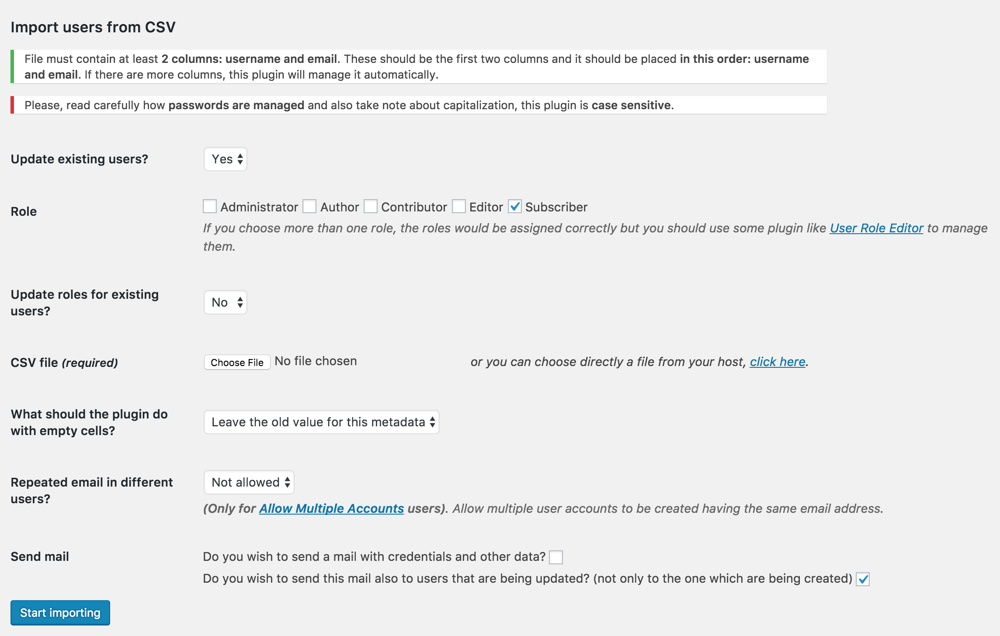 Import users from CSV
File must contain at least 2 columns: username and email. These should be the first two columns and it should be placed in this order: username
and email. If there are more columns, this plugin will manage it automatically.
Please, read carefully how passwords are managed and also take note about capitalization, this plugin is case sensitive.
Update existing users?
Yes
Role
Administrator Author Contributor Editor Subscriber
If you choose more than one role, the roles would be assigned correctly but you should use some plugin like User Role Editor to manage
them.
Update roles for existing
users?
No
CSV file (required)
Choose File No file chosen or you can choose directly a file from your host, click here.
What should the plugin do
with empty cells?
Leave the old value for this metadata
Repeated email in different
users?
Not allowed
(Only for Allow Multiple Accounts users). Allow multiple user accounts to be created having the same email address.
Send mail
Do you wish to send a mail with credentials and other data?
Do you wish to send this mail also to users that are being updated? (not only to the one which are being created)
Start importing